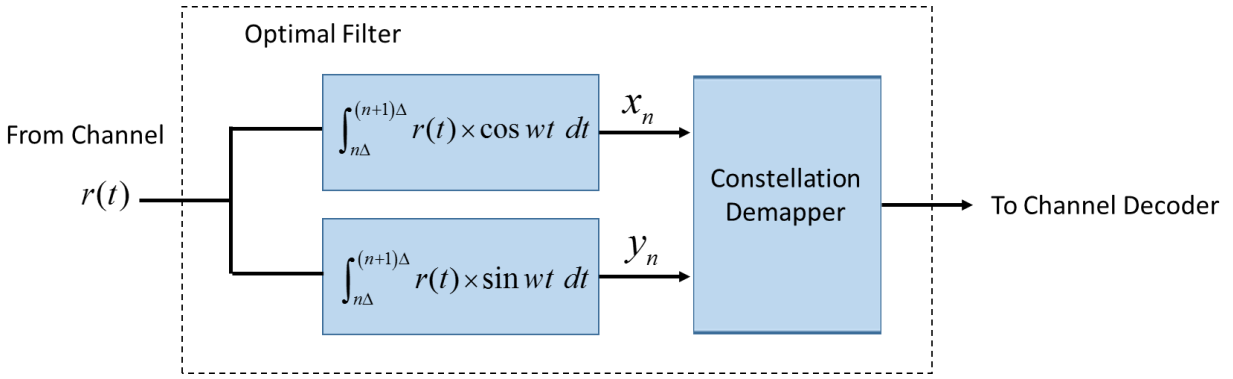 Optimal Filter
From Channel
r(t)
∫_{nΔ}^{(n+1)Δ} r(t) × cos wt dt
x_n
∫_{nΔ}^{(n+1)Δ} r(t) × sin wt dt
y_n
Constellation
Demapper
To Channel Decoder